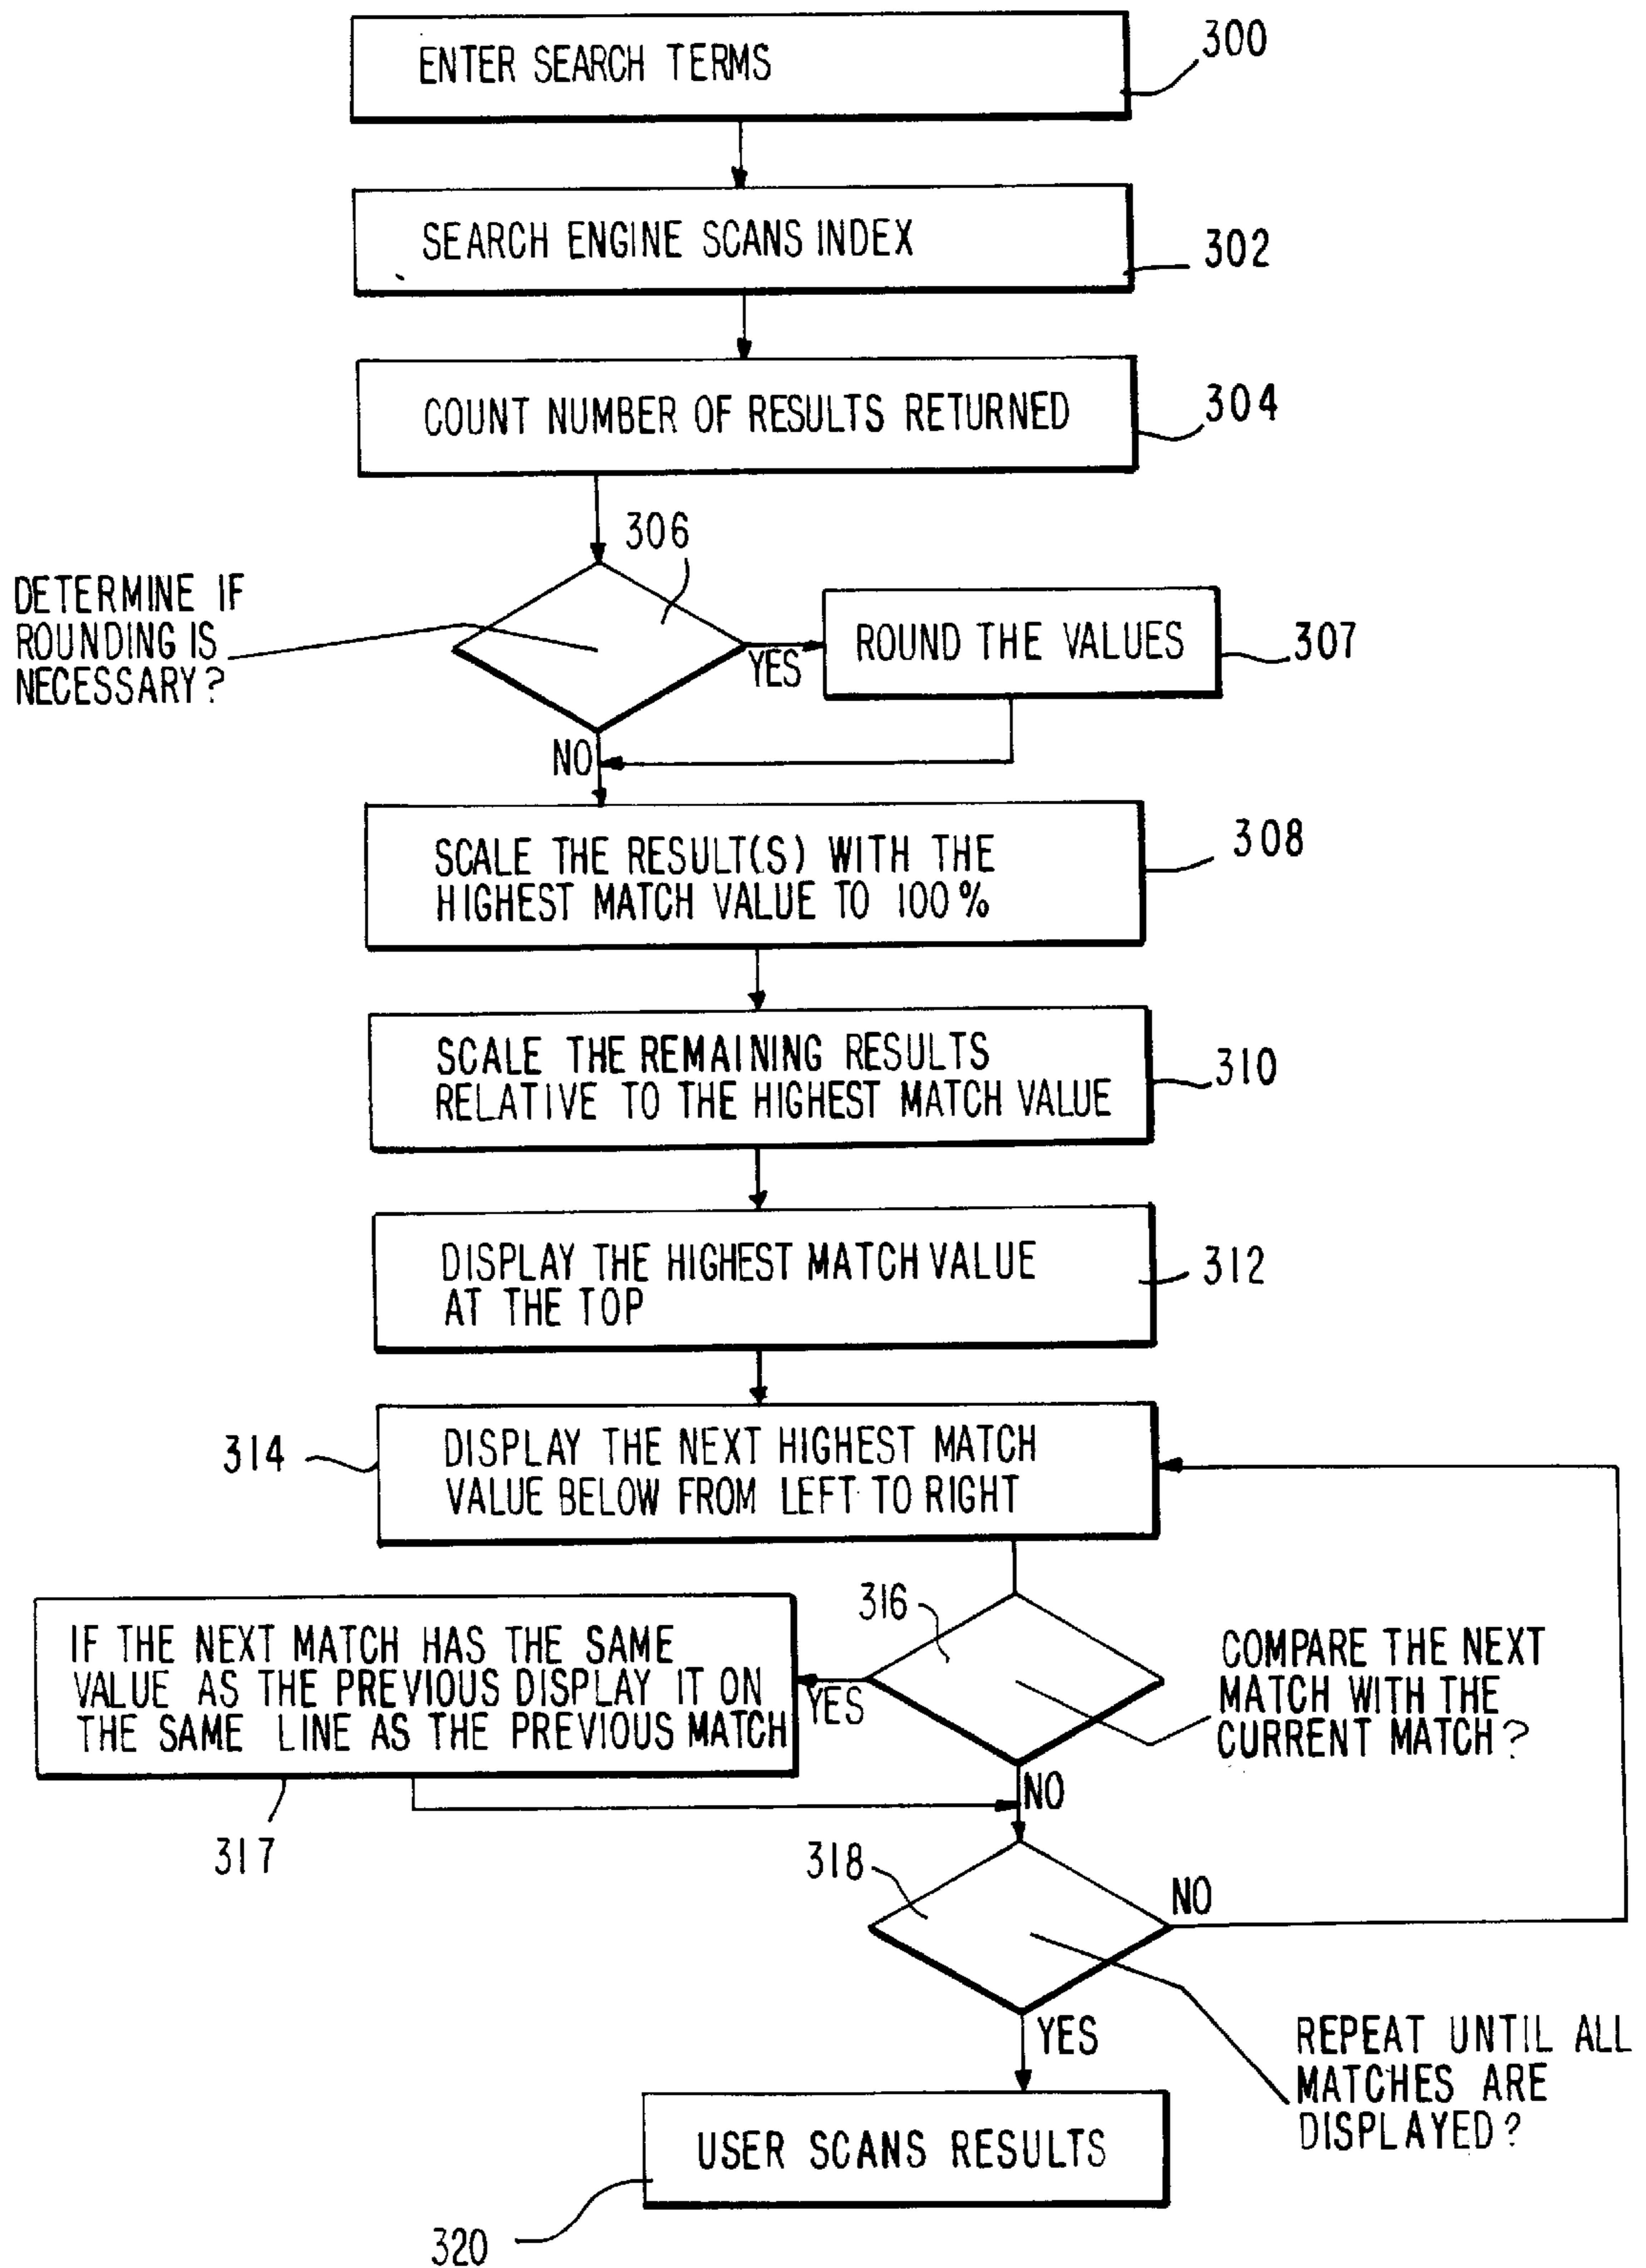 ENTER SEARCH TERMS
300
SEARCH ENGINE SCANS INDEX
302
COUNT NUMBER OF RESULTS RETURNED
304
306
DETERMINE IF
ROUNDING IS
NECESSARY?
YES
ROUND THE VALUES
307
NO
SCALE THE RESULT(S) WITH THE
HIGHEST MATCH VALUE TO 100%
308
SCALE THE REMAINING RESULTS
RELATIVE TO THE HIGHEST MATCH VALUE
310
DISPLAY THE HIGHEST MATCH VALUE
AT THE TOP
312
314
DISPLAY THE NEXT HIGHEST MATCH
VALUE BELOW FROM LEFT TO RIGHT
316
IF THE NEXT MATCH HAS THE SAME
VALUE AS THE PREVIOUS DISPLAY IT ON
THE SAME LINE AS THE PREVIOUS MATCH
YES
COMPARE THE NEXT
MATCH WITH THE
CURRENT MATCH?
NO
317
318
NO
YES
REPEAT UNTIL ALL
MATCHES ARE
DISPLAYED?
USER SCANS RESULTS
320